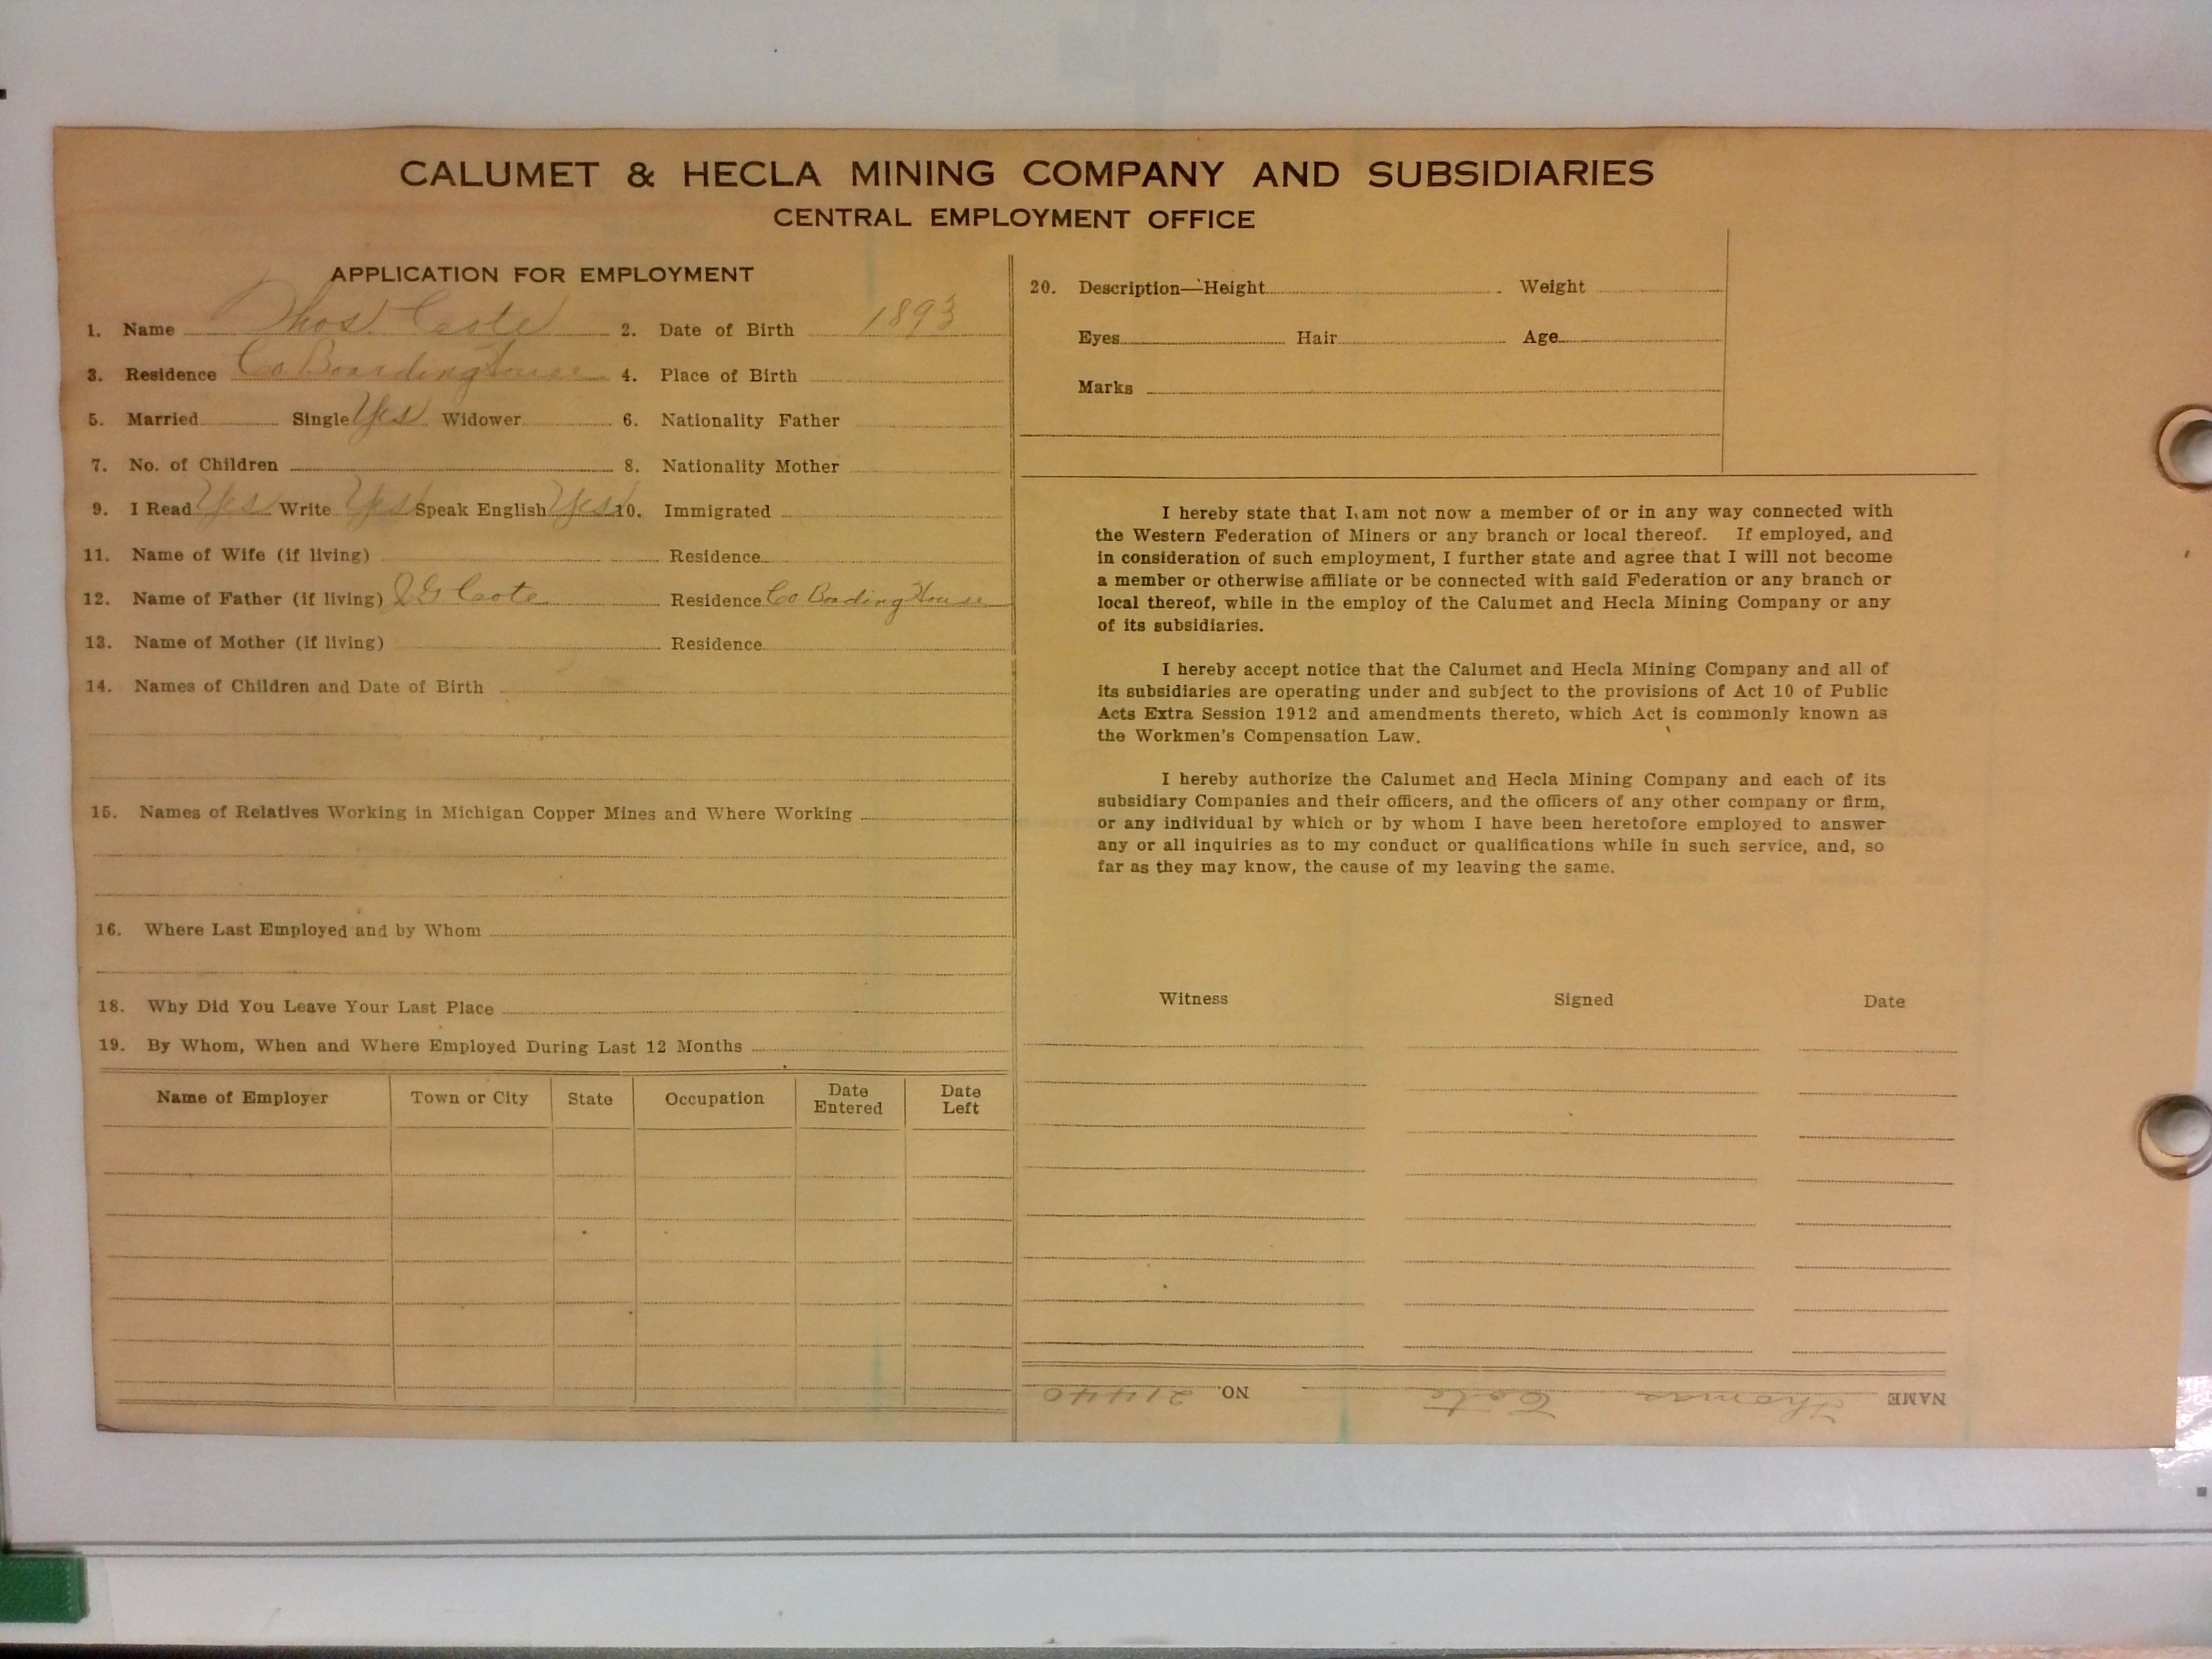 CALUMET & HECLA MINING COMPANY AND SUBSIDIARIES
CENTRAL EMPLOYMENT OFFICE
APPLICATION FOR EMPLOYMENT
1. Name Thos. Cote 2. Date of Birth 1893
3. Residence Co Boarding House 4. Place of Birth
5. Married Single Yes Widower 6. Nationality Father
7. No. of Children 8. Nationality Mother
9. I Read Yes Write Yes Speak English Yes 10. Immigrated
11. Name of Wife (if living) Residence
12. Name of Father (if living) J G Cote Residence Co Boarding House
13. Name of Mother (if living) Residence
14. Names of Children and Date of Birth
15. Names of Relatives Working in Michigan Copper Mines and Where Working
16. Where Last Employed and by Whom
18. Why Did You Leave Your Last Place
19. By Whom, When and Where Employed During Last 12 Months
Name of Employer Town or City State Occupation Date Entered Date Left
20. Description—Height Weight
Eyes Hair Age
Marks
I hereby state that I am not now a member of or in any way connected with
the Western Federation of Miners or any branch or local thereof. If employed, and
in consideration of such employment, I further state and agree that I will not become
a member or otherwise affiliate or be connected with said Federation or any branch or
local thereof, while in the employ of the Calumet and Hecla Mining Company or any
of its subsidiaries.
I hereby accept notice that the Calumet and Hecla Mining Company and all of
its subsidiaries are operating under and subject to the provisions of Act 10 of Public
Acts Extra Session 1912 and amendments thereto, which Act is commonly known as
the Workmen's Compensation Law.
I hereby authorize the Calumet and Hecla Mining Company and each of its
subsidiary Companies and their officers, and the officers of any other company or firm,
or any individual by which or by whom I have been heretofore employed to answer
any or all inquiries as to my conduct or qualifications while in such service, and, so
far as they may know, the cause of my leaving the same.
Witness Signed Date
NAME Thomas Cote NO. 21440